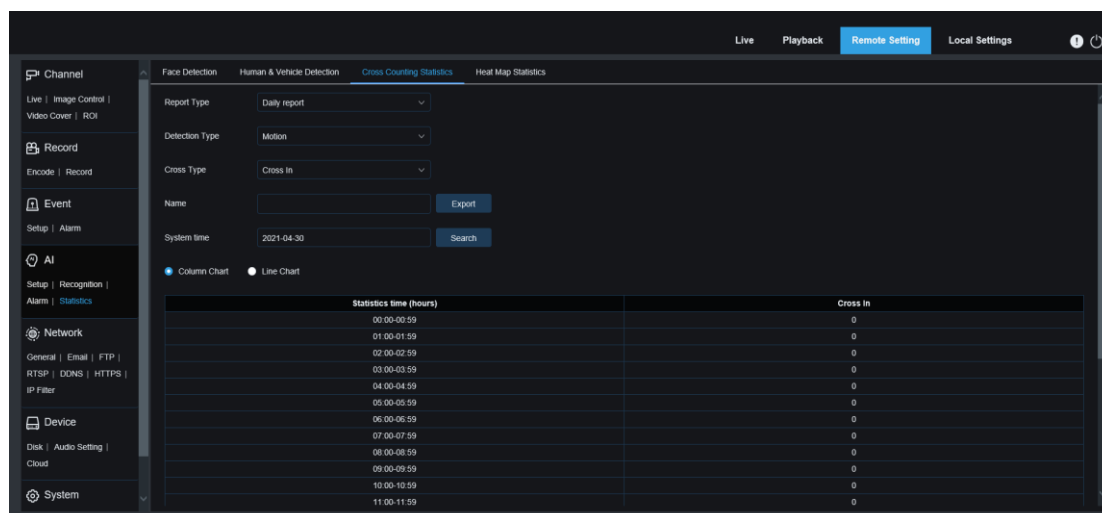 Live Playback Remote Setting Local Settings
Channel
Live | Image Control |
Video Cover | ROI
Record
Encode | Record
Event
Setup | Alarm
AI
Setup | Recognition |
Alarm | Statistics
Network
General | Email | FTP |
RTSP | DDNS | HTTPS |
IP Filter
Device
Disk | Audio Setting |
Cloud
System
Face Detection Human & Vehicle Detection Cross Counting Statistics Heat Map Statistics
Report Type Daily report
Detection Type Motion
Cross Type Cross In
Name Export
System time 2021-04-30 Search
Column Chart Line Chart
Statistics time (hours) Cross In
00:00-00:59 0
01:00-01:59 0
02:00-02:59 0
03:00-03:59 0
04:00-04:59 0
05:00-05:59 0
06:00-06:59 0
07:00-07:59 0
08:00-08:59 0
09:00-09:59 0
10:00-10:59 0
11:00-11:59 0